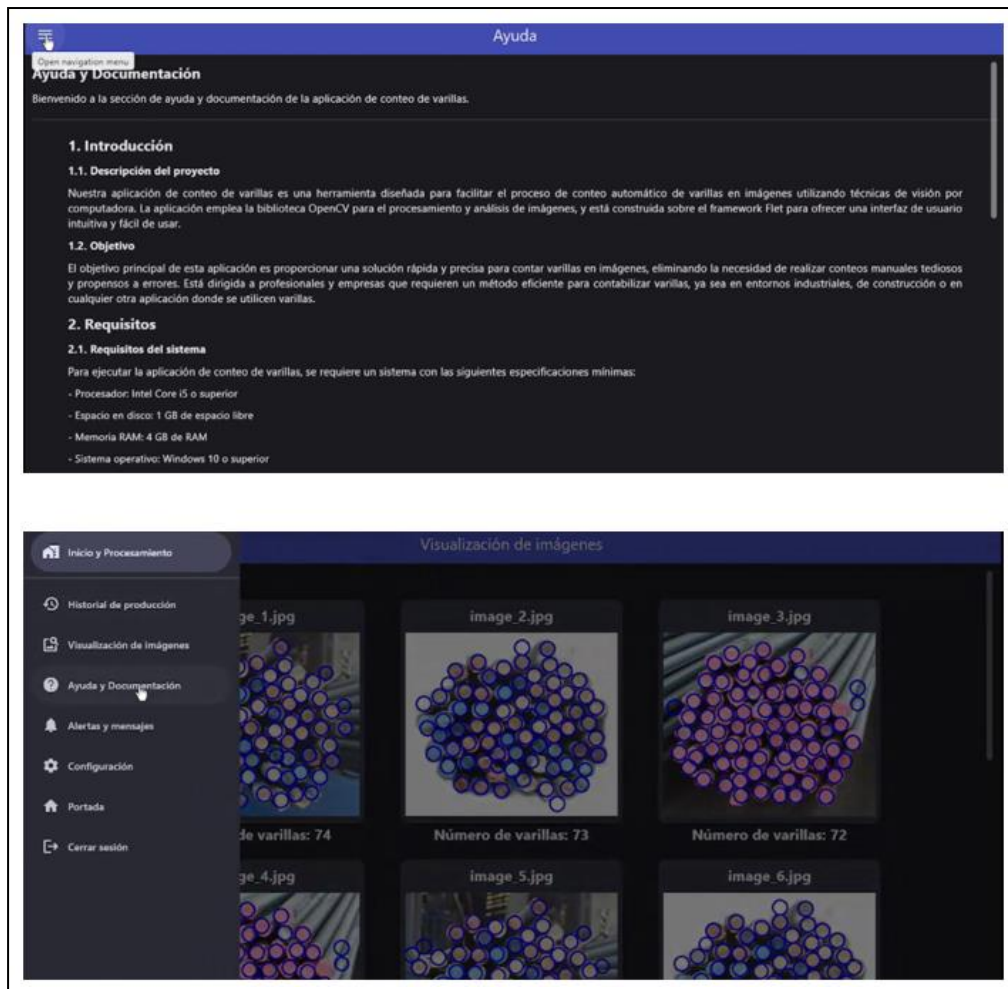 Ayuda
Open navigation menu
Ayuda y Documentación
Bienvenido a la sección de ayuda y documentación de la aplicación de conteo de varillas.
1. Introducción
1.1. Descripción del proyecto
Nuestra aplicación de conteo de varillas es una herramienta diseñada para facilitar el proceso de conteo automático de varillas en imágenes utilizando técnicas de visión por
computadora. La aplicación emplea la biblioteca OpenCV para el procesamiento y análisis de imágenes, y está construida sobre el framework Flet para ofrecer una interfaz de usuario
intuitiva y fácil de usar.
1.2. Objetivo
El objetivo principal de esta aplicación es proporcionar una solución rápida y precisa para contar varillas en imágenes, eliminando la necesidad de realizar conteos manuales tediosos
y propensos a errores. Está dirigida a profesionales y empresas que requieren un método eficiente para contabilizar varillas, ya sea en entornos industriales, de construcción o en
cualquier otra aplicación donde se utilicen varillas.
2. Requisitos
2.1. Requisitos del sistema
Para ejecutar la aplicación de conteo de varillas, se requiere un sistema con las siguientes especificaciones mínimas:
- Procesador: Intel Core i5 o superior
- Espacio en disco: 1 GB de espacio libre
- Memoria RAM: 4 GB de RAM
- Sistema operativo: Windows 10 o superior
Inicio y Procesamiento
Historial de producción
Visualización de imágenes
Ayuda y Documentación
Alertas y mensajes
Configuración
Portada
Cerrar sesión
Visualización de imágenes
ge_1.jpg
image_2.jpg
image_3.jpg
de varillas: 74
Número de varillas: 73
Número de varillas: 72
ge_4.jpg
image_5.jpg
image_6.jpg